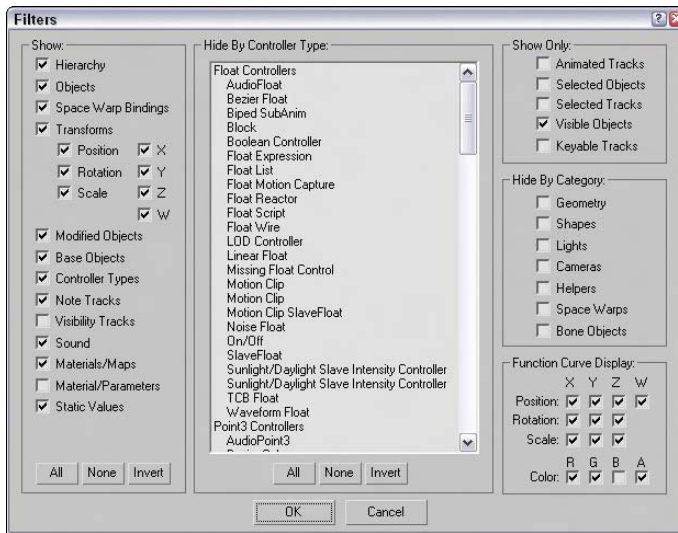 Filters
Show:
Hierarchy
Objects
Space Warp Bindings
Transforms
Position X
Rotation Y
Scale Z
W
Modified Objects
Base Objects
Controller Types
Note Tracks
Visibility Tracks
Sound
Materials/Maps
Material/Parameters
Static Values
All None Invert
Hide By Controller Type:
Float Controllers
AudioFloat
Bezier Float
Biped SubAnim
Block
Boolean Controller
Float Expression
Float List
Float Motion Capture
Float Reactor
Float Script
Float Wire
LOD Controller
Linear Float
Missing Float Control
Motion Clip
Motion Clip
Motion Clip SlaveFloat
Noise Float
On/Off
SlaveFloat
Sunlight/Daylight Slave Intensity Controller
Sunlight/Daylight Slave Intensity Controller
TCB Float
Waveform Float
Point3 Controllers
AudioPoint3
All None Invert
Show Only:
Animated Tracks
Selected Objects
Selected Tracks
Visible Objects
Keyable Tracks
Hide By Category:
Geometry
Shapes
Lights
Cameras
Helpers
Space Warps
Bone Objects
Function Curve Display:
X Y Z W
Position:
Rotation:
Scale:
R G B A
Color:
OK Cancel